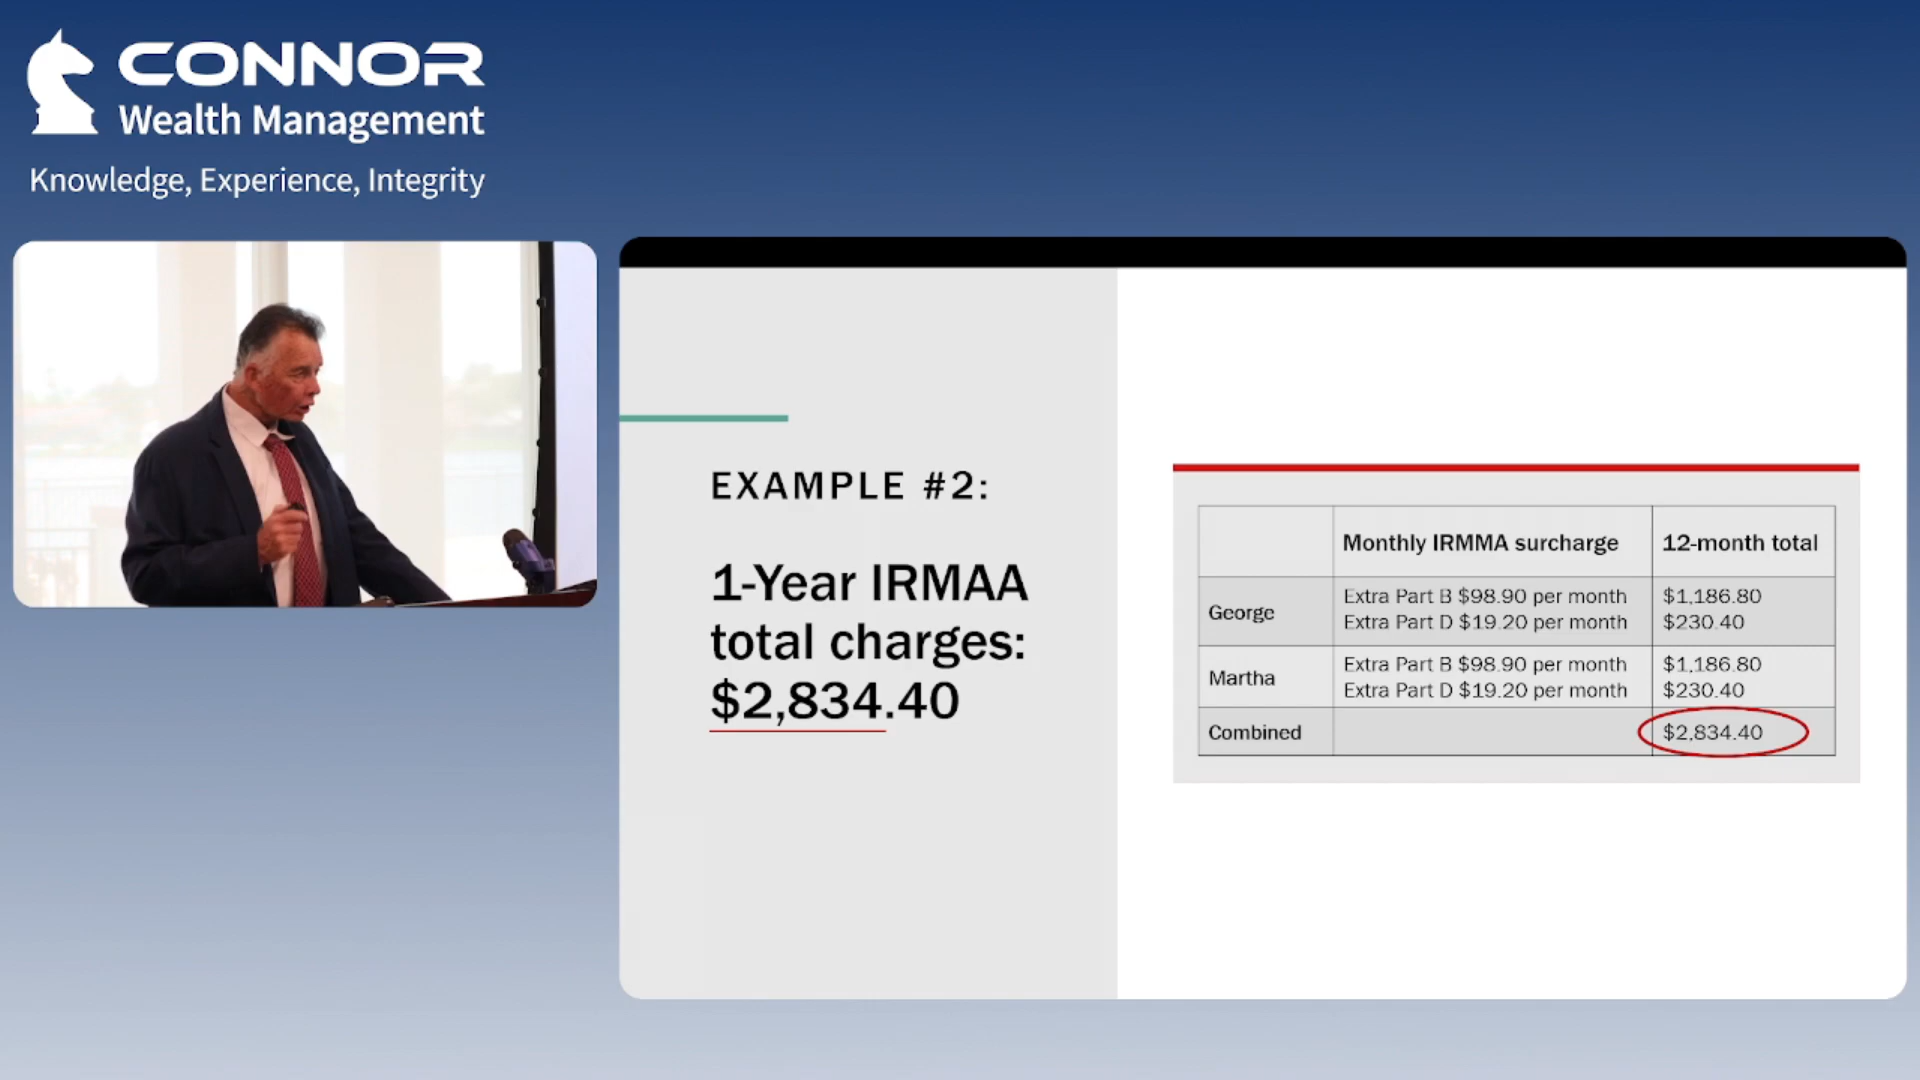 CONNOR
Wealth Management
Knowledge, Experience, Integrity
EXAMPLE #2:
1-Year IRMAA
total charges:
$2,834.40
Monthly IRMMA surcharge 12-month total
George
Extra Part B $98.90 per month $1,186.80
Extra Part D $19.20 per month $230.40
Martha
Extra Part B $98.90 per month $1,186.80
Extra Part D $19.20 per month $230.40
Combined $2,834.40